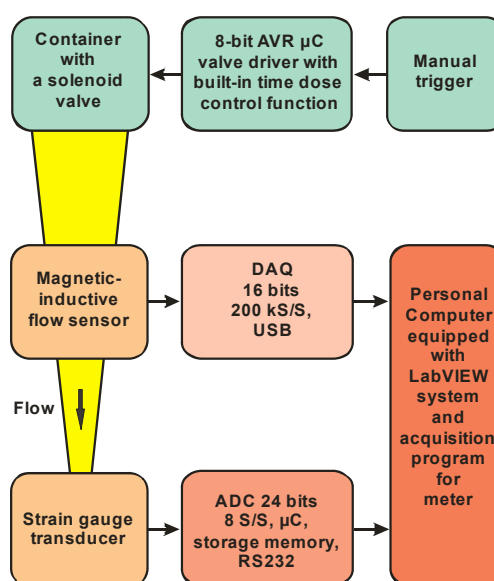 Container
with
a solenoid
valve
8-bit AVR µC
valve driver with
built-in time dose
control function
Manual
trigger
Magnetic-
inductive
flow sensor
DAQ
16 bits
200 kS/S,
USB
Personal
Computer
equipped
with
LabVIEW
system
and
acquisition
program
for
meter
Flow
Strain gauge
transducer
ADC 24 bits
8 S/S, µC,
storage memory,
RS232